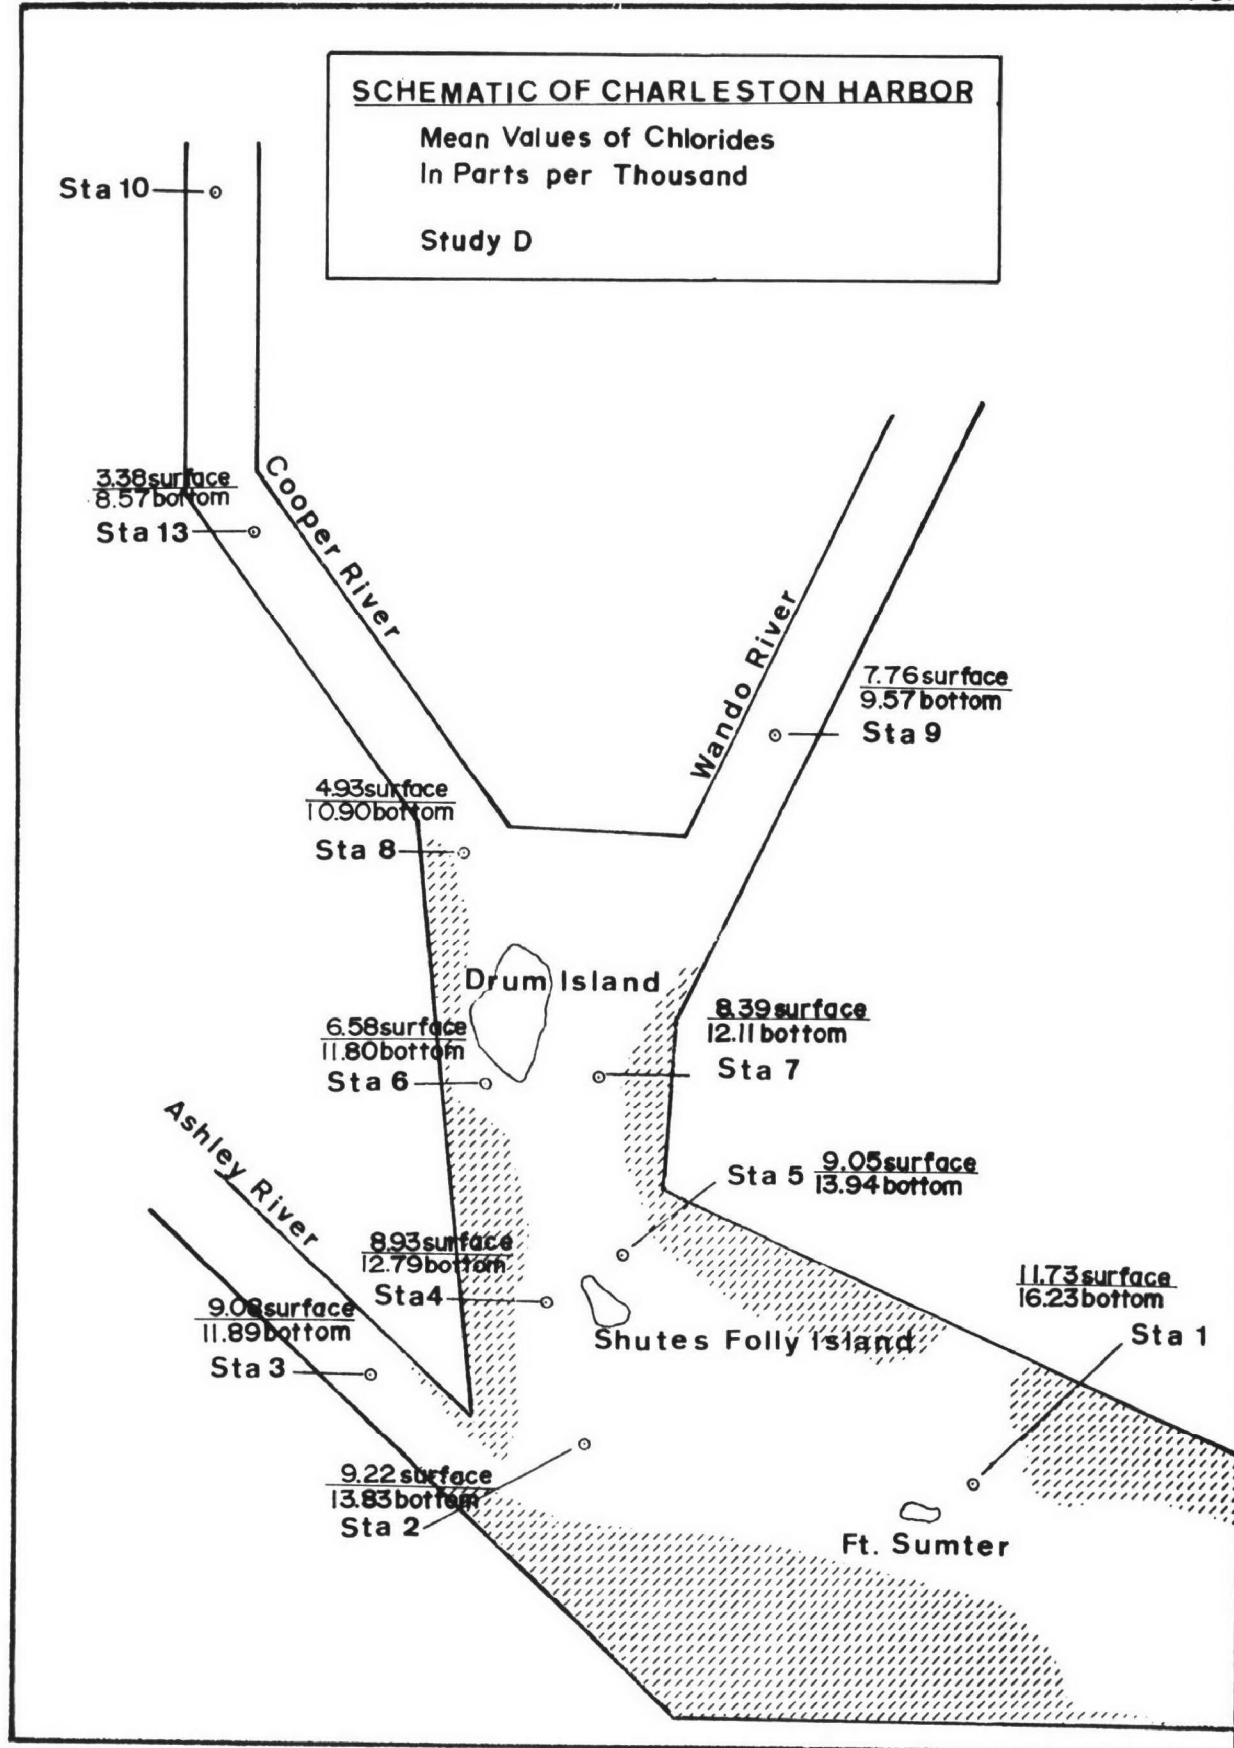 SCHEMATIC OF CHARLESTON HARBOR
Mean Values of Chlorides
In Parts per Thousand
Study D
Sta 10
3.38 surface
8.57 bottom
Sta 13
Cooper River
Wando River
7.76 surface
9.57 bottom
Sta 9
4.93 surface
10.90 bottom
Sta 8
Drum Island
6.58 surface
11.80 bottom
Sta 6
8.39 surface
12.11 bottom
Sta 7
Ashley River
Sta 5
9.05 surface
13.94 bottom
8.93 surface
12.79 bottom
Sta 4
9.08 surface
11.89 bottom
Sta 3
Shutes Folly Island
11.73 surface
16.23 bottom
Sta 1
9.22 surface
13.83 bottom
Sta 2
Ft. Sumter